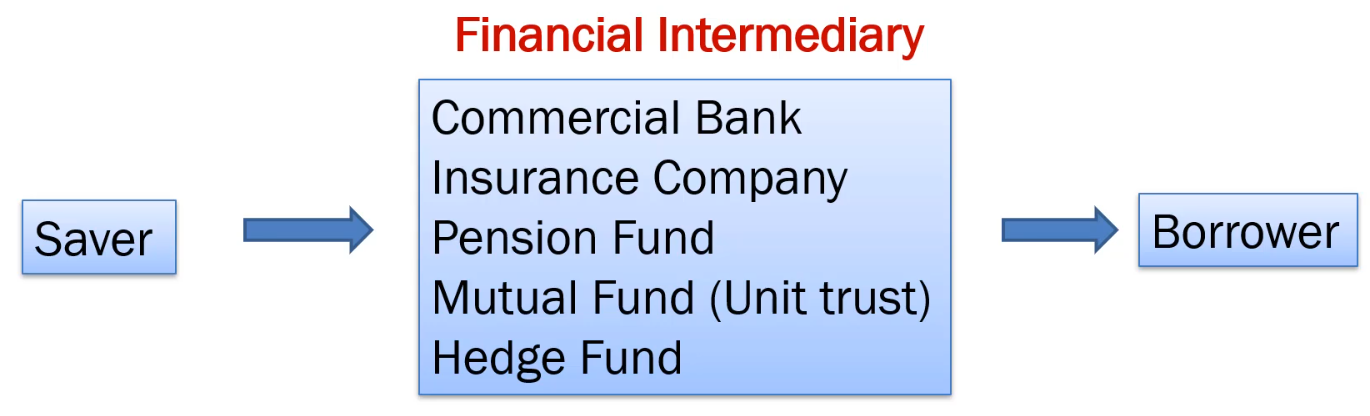 Financial Intermediary
Saver
Commercial Bank
Insurance Company
Pension Fund
Mutual Fund (Unit trust)
Hedge Fund
Borrower